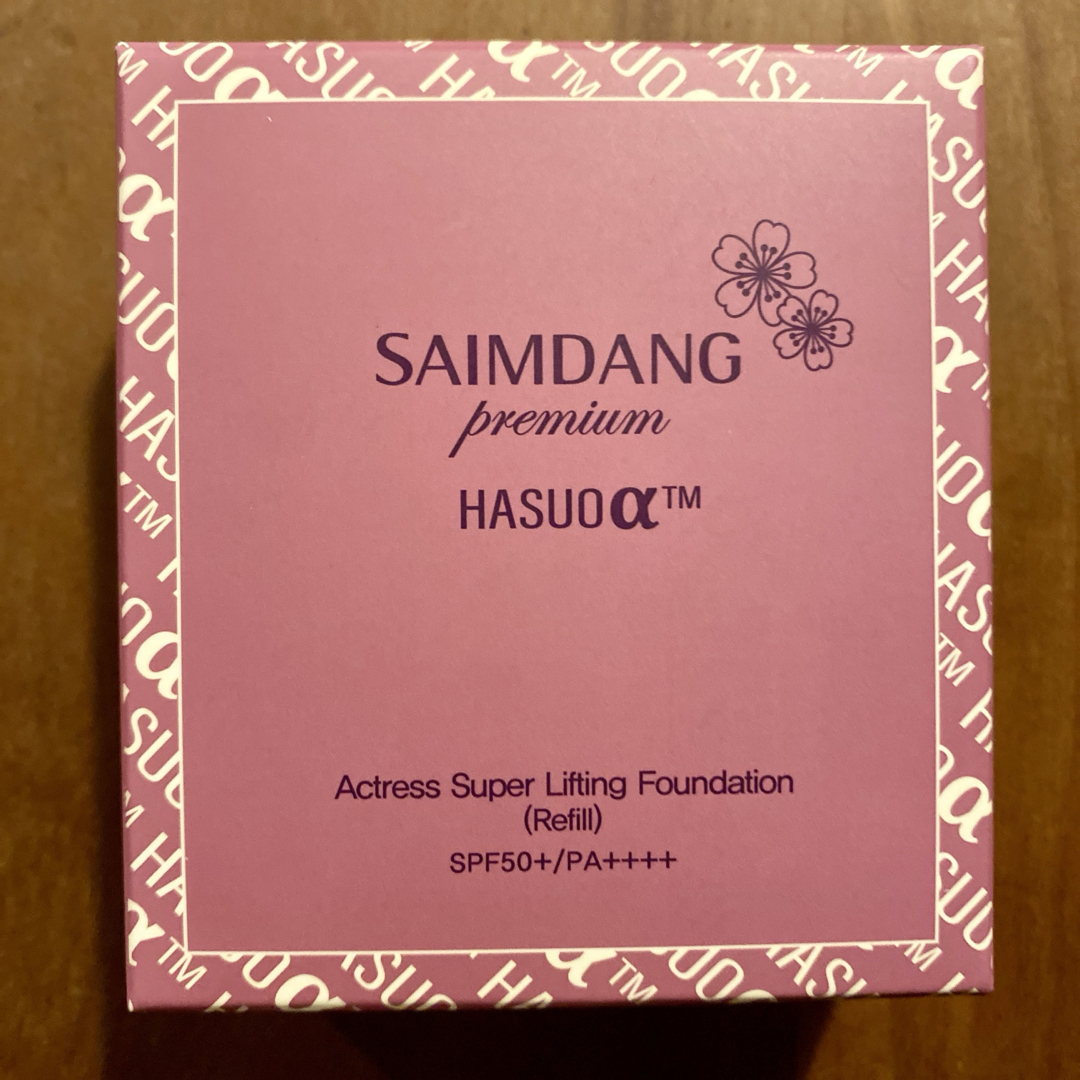 SAIMDANG
premium
HASUOα™
Actress Super Lifting Foundation
(Refill)
SPF50+/PA++++